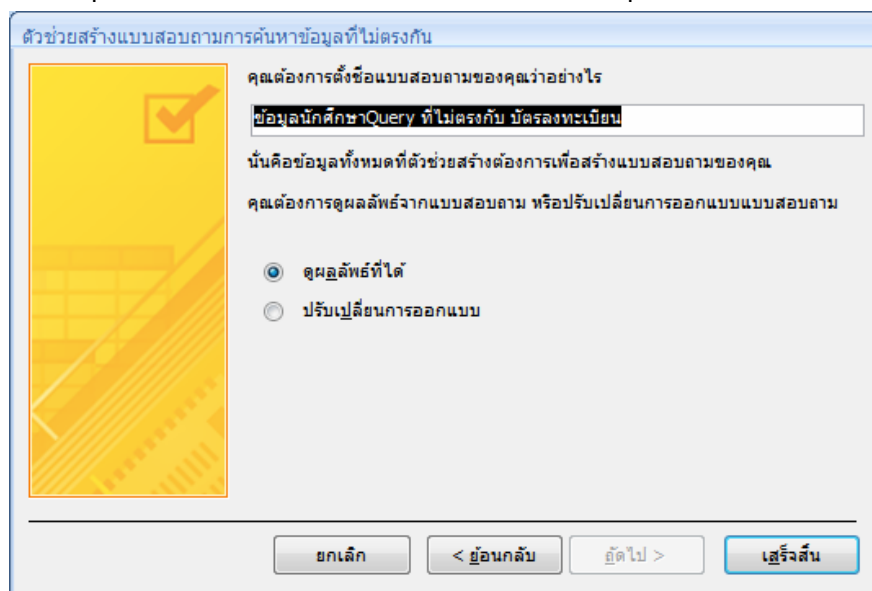 ตัวช่วยสร้างแบบสอบถามการค้นหาข้อมูลที่ไม่ตรงกัน
คุณต้องการตั้งชื่อแบบสอบถามของคุณว่าอย่างไร
ข้อมูลนักศึกษาQuery ที่ไม่ตรงกับ บัตรลงทะเบียน
นั่นคือข้อมูลทั้งหมดที่ตัวช่วยสร้างต้องการเพื่อสร้างแบบสอบถามของคุณ
คุณต้องการดูผลลัพธ์จากแบบสอบถาม หรือปรับเปลี่ยนการออกแบบแบบสอบถาม
ดูผลลัพธ์ที่ได้
ปรับเปลี่ยนการออกแบบ
ยกเลิก < ย้อนกลับ ถัดไป > เสร็จสิ้น